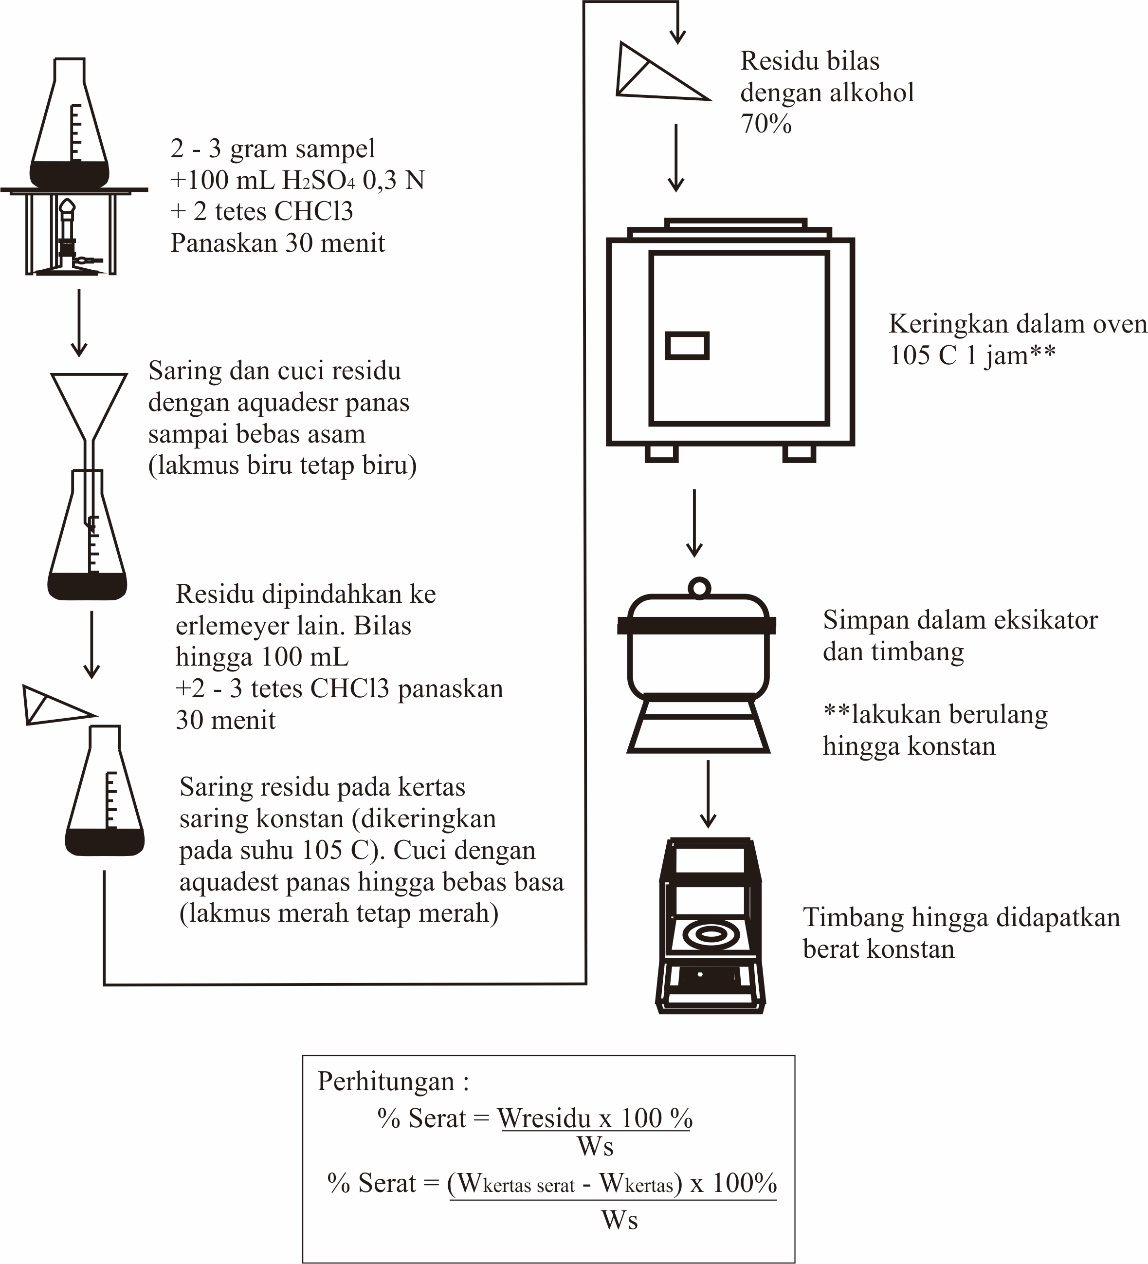 2 - 3 gram sampel
+100 mL H2SO4 0,3 N
+ 2 tetes CHCl3
Panaskan 30 menit
Saring dan cuci residu
dengan aquadesr panas
sampai bebas asam
(lakmus biru tetap biru)
Residu dipindahkan ke
erlemeyer lain. Bilas
hingga 100 mL
+2 - 3 tetes CHCl3 panaskan
30 menit
Saring residu pada kertas
saring konstan (dikeringkan
pada suhu 105 C). Cuci dengan
aquadest panas hingga bebas basa
(lakmus merah tetap merah)
Residu bilas
dengan alkohol
70%
Keringkan dalam oven
105 C 1 jam**
Simpan dalam eksikator
dan timbang
**lakukan berulang
hingga konstan
Timbang hingga didapatkan
berat konstan
Perhitungan :
% Serat = Wresidu x 100 %
Ws
% Serat = (Wkertas serat - Wkertas) x 100%
Ws